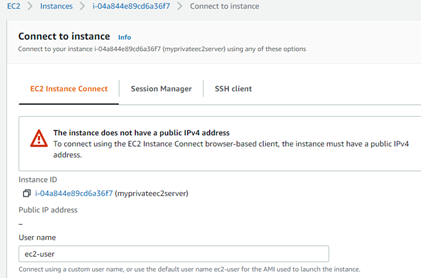 EC2 > Instances > i-04a844e89cd6a36f7 > Connect to instance
Connect to instance Info
Connect to your instance i-04a844e89cd6a36f7 (myprivateec2server) using any of these options
EC2 Instance Connect Session Manager SSH client
The instance does not have a public IPv4 address
To connect using the EC2 Instance Connect browser-based client, the instance must have a public IPv4
address.
Instance ID
i-04a844e89cd6a36f7 (myprivateec2server)
Public IP address
–
User name
ec2-user
Connect using a custom user name, or use the default user name ec2-user for the AMI used to launch the instance.